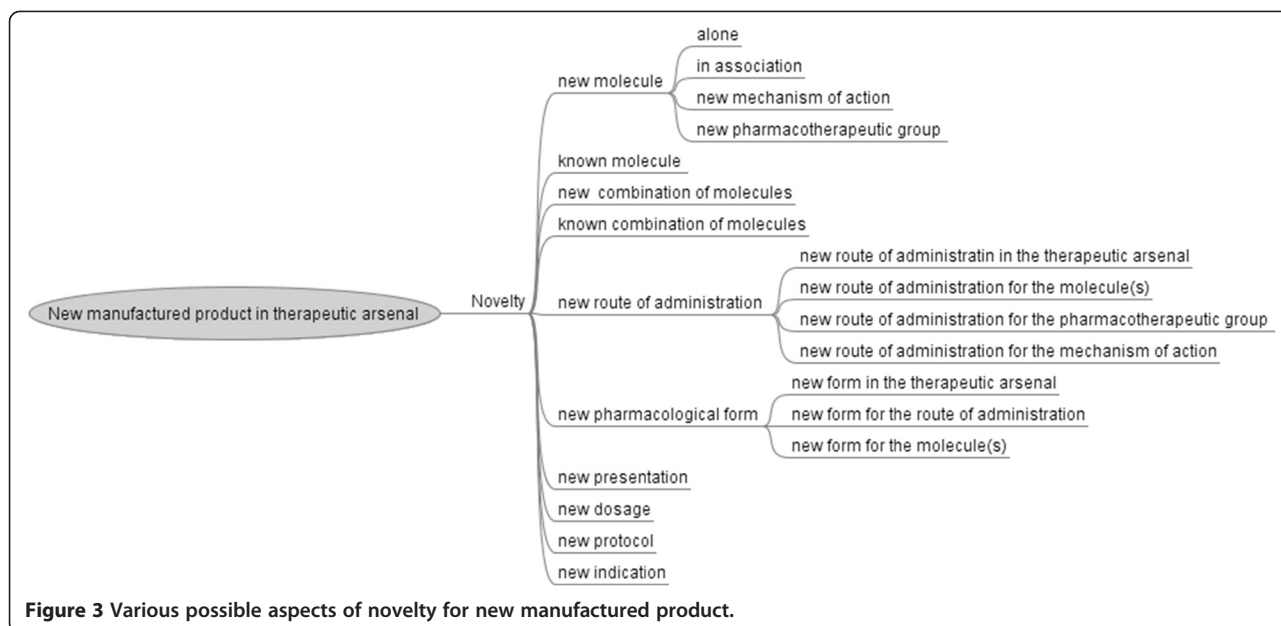 alone
in association
new molecule
new mechanism of action
new pharmacotherapeutic group
known molecule
new combination of molecules
known combination of molecules
new route of administratin in the therapeutic arsenal
new route of administration for the molecule(s)
Novelty
new route of administration
New manufactured product in therapeutic arsenal
new route of administration for the pharmacotherapeutic group
new route of administration for the mechanism of action
new form in the therapeutic arsenal
new pharmacological form
new form for the route of administration
new form for the molecule(s)
new presentation
new dosage
new protocol
new indication
Figure 3 Various possible aspects of novelty for new manufactured product.